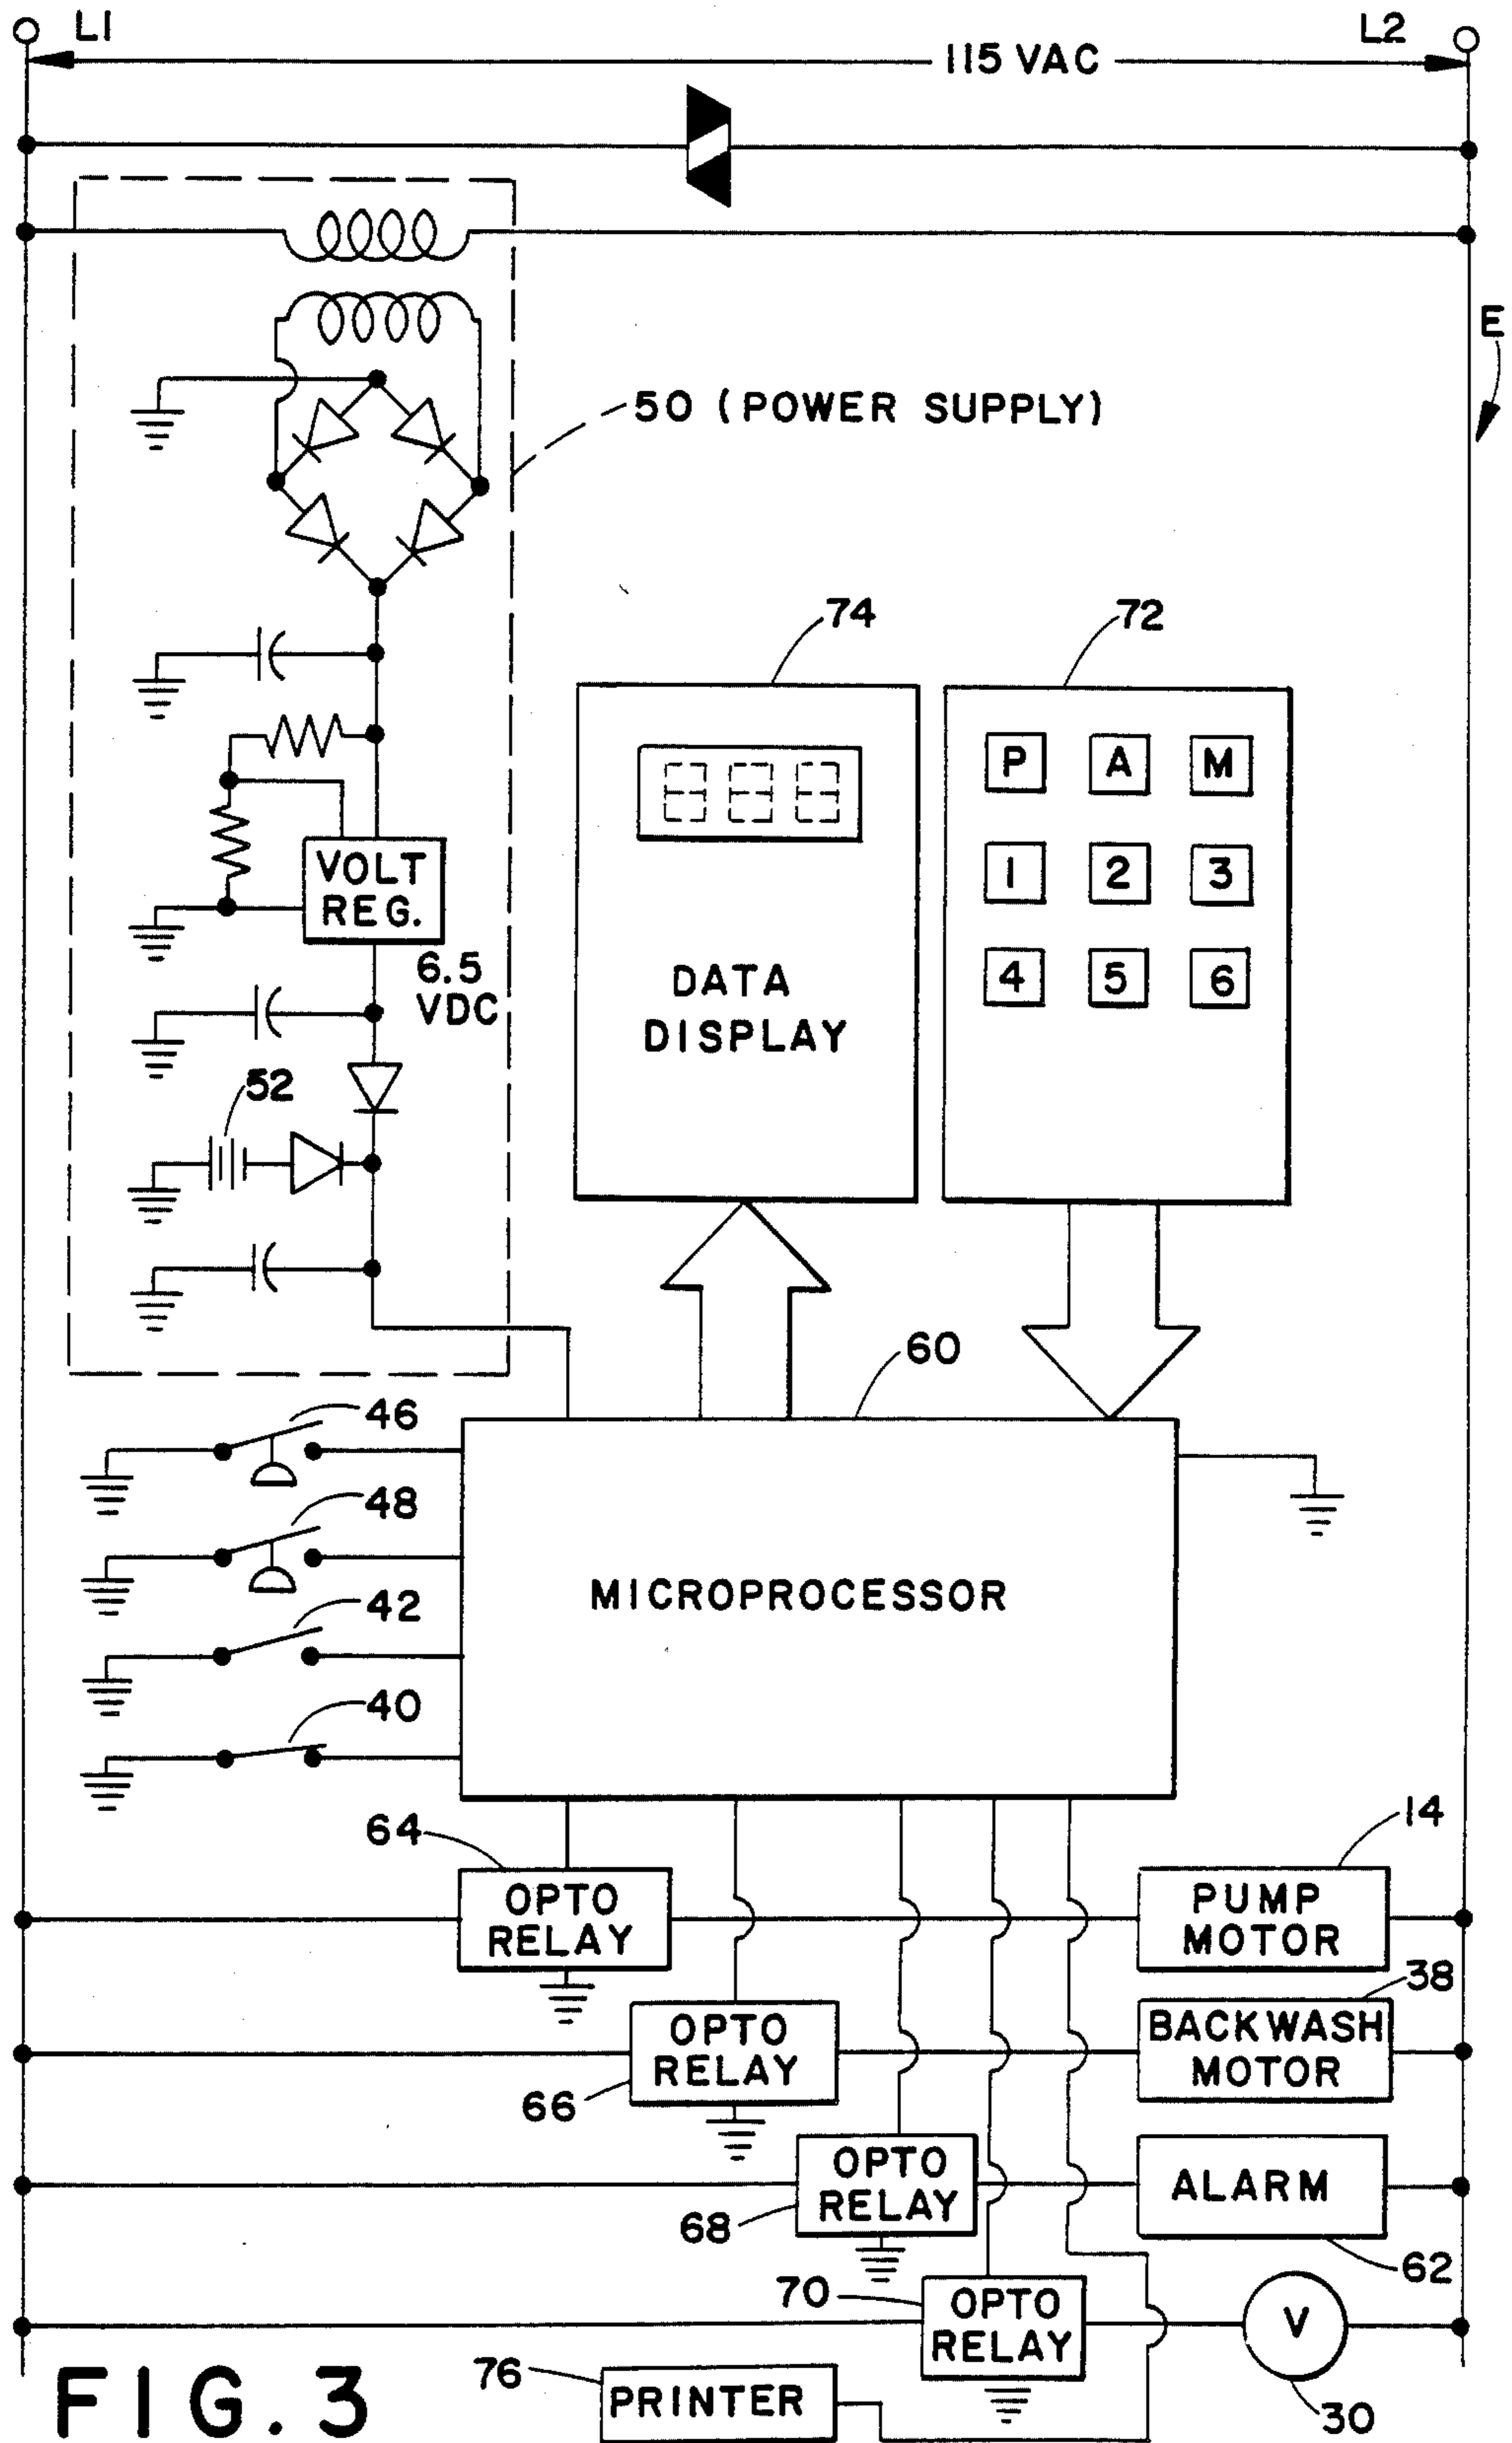 L1
L2
115 VAC
E
50 (POWER SUPPLY)
74
72
P A M
1 2 3
4 5 6
VOLT
REG.
6.5
VDC
DATA
DISPLAY
52
60
46
48
42
40
MICROPROCESSOR
64
14
OPTO
RELAY
PUMP
MOTOR
38
OPTO
RELAY
BACKWASH
MOTOR
66
OPTO
RELAY
ALARM
68
62
70
OPTO
RELAY
V
76
PRINTER
30
FIG. 3